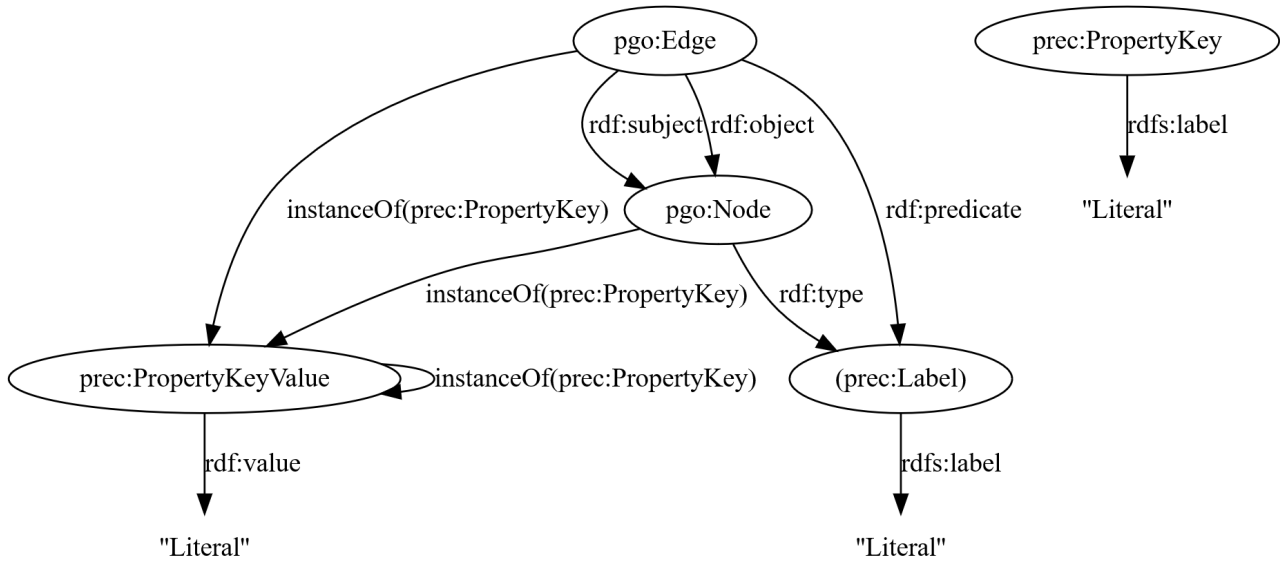 pgo:Edge
prec:PropertyKey
rdf:subject
rdf:object
rdfs:label
instanceOf(prec:PropertyKey)
pgo:Node
rdf:predicate
"Literal"
instanceOf(prec:PropertyKey)
rdf:type
prec:PropertyKeyValue
instanceOf(prec:PropertyKey)
(prec:Label)
rdf:value
rdfs:label
"Literal"
"Literal"